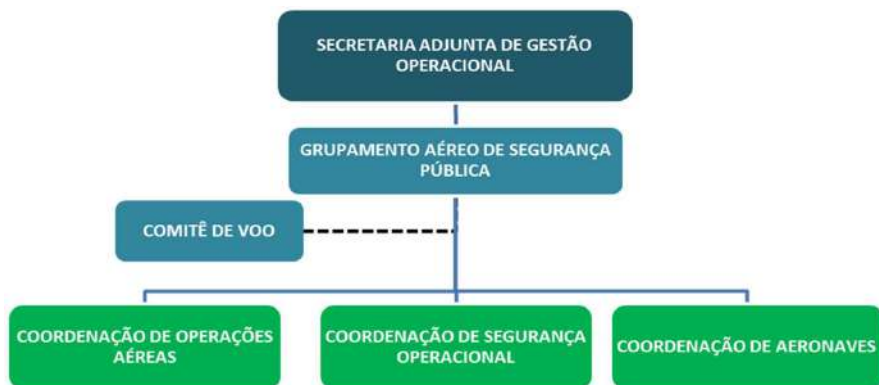 SECRETARIA ADJUNTA DE GESTÃO
OPERACIONAL
GRUPAMENTO AÉREO DE SEGURANÇA
PÚBLICA
COMITÊ DE VOO
COORDENAÇÃO DE OPERAÇÕES
AÉREAS
COORDENAÇÃO DE SEGURANÇA
OPERACIONAL
COORDENAÇÃO DE AERONAVES